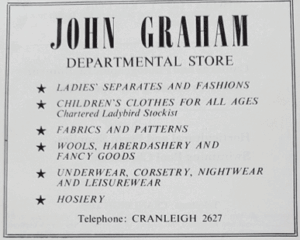 JOHN GRAHAM
DEPARTMENTAL STORE
★ LADIES' SEPARATES AND FASHIONS
★ CHILDREN'S CLOTHES FOR ALL AGES
Chartered Ladybird Stockist
★ FABRICS AND PATTERNS
★ WOOLS, HABERDASHERY AND
FANCY GOODS
★ UNDERWEAR, CORSETRY, NIGHTWEAR
AND LEISUREWEAR
★ HOSIERY
Telephone: CRANLEIGH 2627